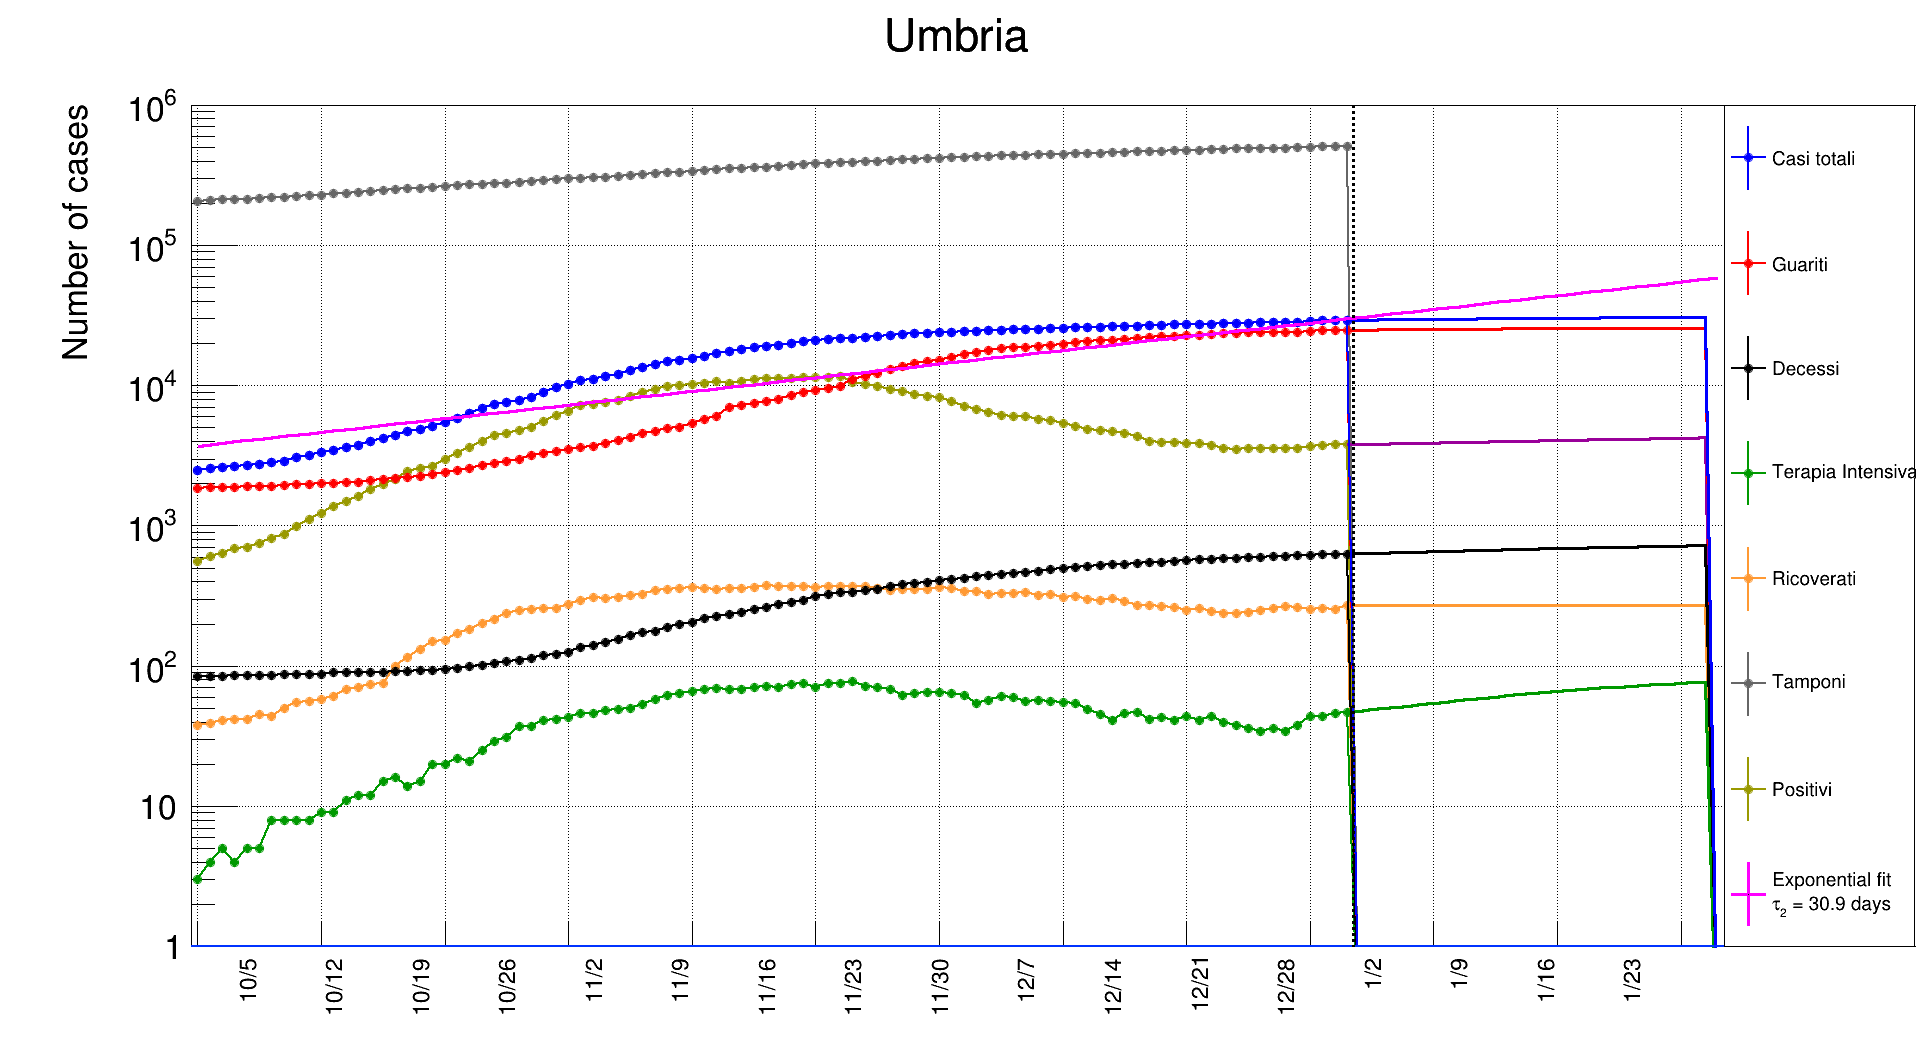 Umbria
Number of cases
10^6
10^5
10^4
10^3
10^2
10
1
10/5
10/12
10/19
10/26
11/2
11/9
11/16
11/23
11/30
12/7
12/14
12/21
12/28
1/2
1/9
1/16
1/23
Casi totali
Guariti
Decessi
Terapia Intensiva
Ricoverati
Tamponi
Positivi
Exponential fit
τ_2 = 30.9 days